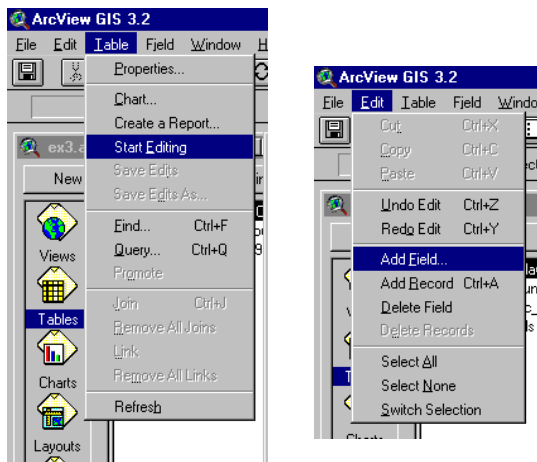 ArcView GIS 3.2
File Edit Table Field Window H
Properties...
Chart...
Create a Report...
ex3.a
Start Editing
New
Save Edits
Save Edits As...
Find... Ctrl+F
Query... Ctrl+Q
Views
Promote
Join Ctrl+J
Tables
Remove All Joins
Link
Charts
Remove All Links
Refresh
Layouts
ArcView GIS 3.2
File Edit Table Field Windo
Cut Ctrl+X
Copy Ctrl+C
Paste Ctrl+V
Undo Edit Ctrl+Z
Redo Edit Ctrl+Y
Add Field...
Add Record Ctrl+A
Delete Field
Delete Records
Select All
Select None
Switch Selection